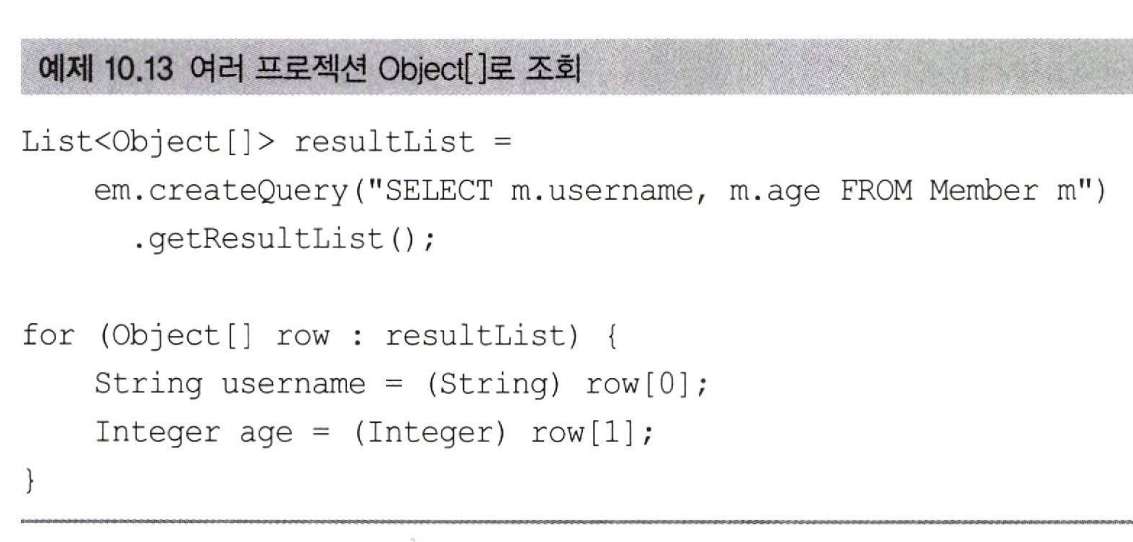 예제 10.13 여러 프로젝션 Object[]로 조회
List<Object[]> resultList =
    em.createQuery("SELECT m.username, m.age FROM Member m")
      .getResultList();
for (Object[] row : resultList) {
    String username = (String) row[0];
    Integer age = (Integer) row[1];
}